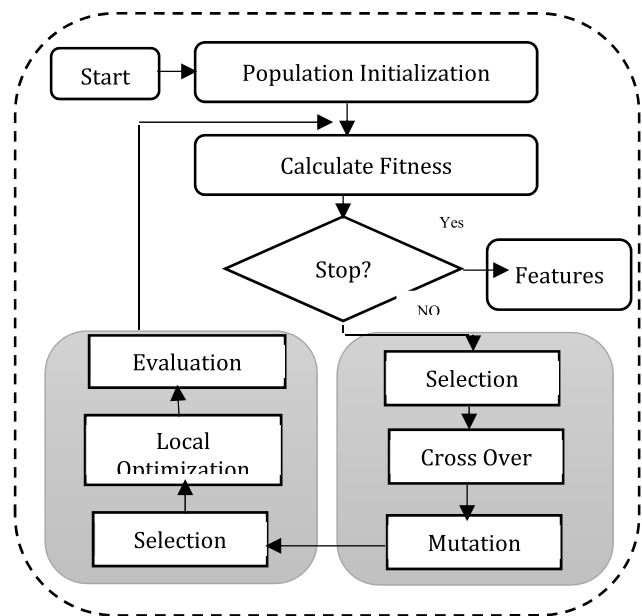 Start
Population Initialization
Calculate Fitness
Yes
Stop?
Features
NO
Evaluation
Selection
Local
Optimization
Cross Over
Selection
Mutation